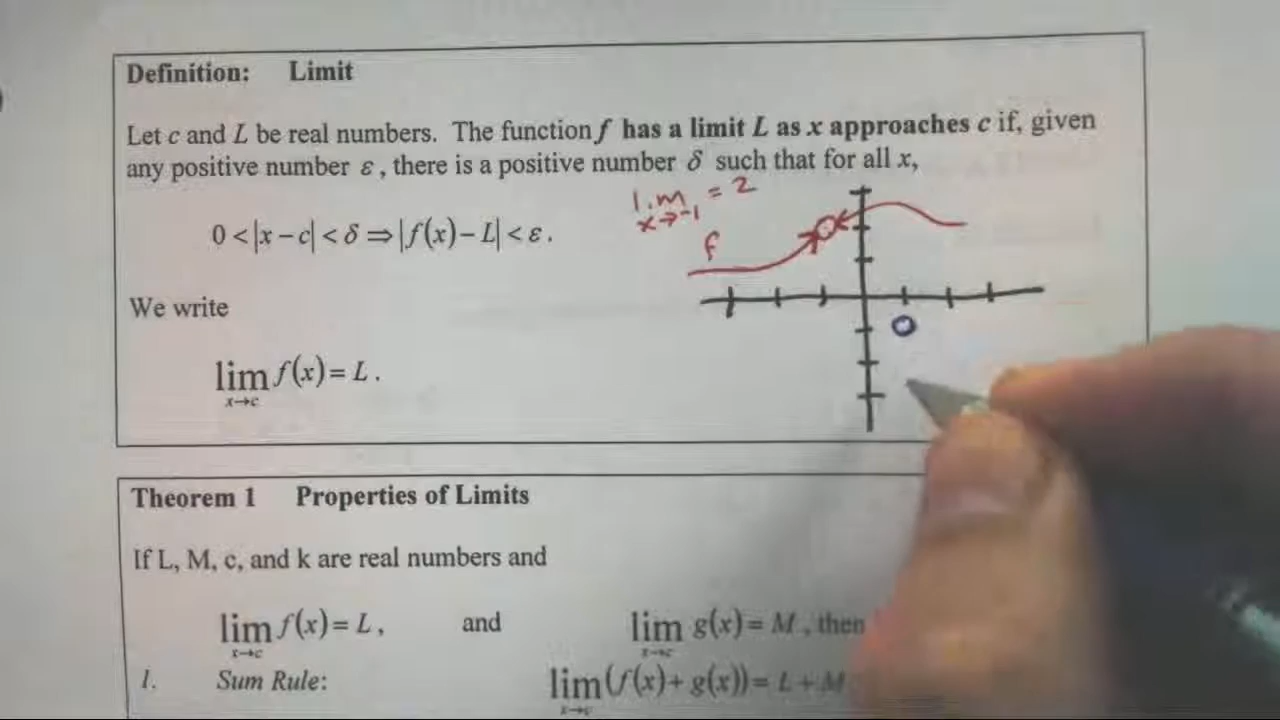 Definition: Limit
Let c and L be real numbers. The function f has a limit L as x approaches c if, given
any positive number ε, there is a positive number δ such that for all x,
lim = 2
x→-1
0 < |x − c| < δ ⇒ |f(x) − L| < ε.
f
We write
lim f(x) = L.
x→c
Theorem 1 Properties of Limits
If L, M, c, and k are real numbers and
lim f(x) = L, and lim g(x) = M, then
x→c x→c
1. Sum Rule: lim(f(x) + g(x)) = L + M
x→c